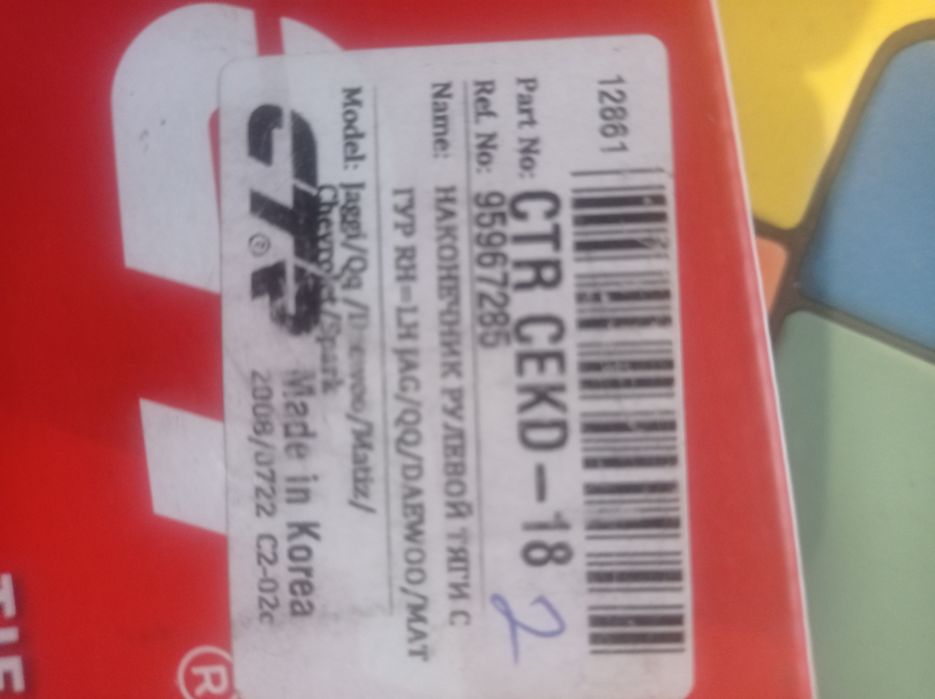 12861
Part No: CTR CEKD-18
2
Ref. No: 95967285
Name: НАКОНЕЧНИК РУЛЕВОЙ ТЯГИ С
ГУР RH=LH JAG/QQ/DAEWOO/MAT
Model: Jaggi/Qq /Daewoo/Matiz/
Chevrolet/Spark
CTR®
Made in Korea
2008/0722 C2-02c
TIE
R